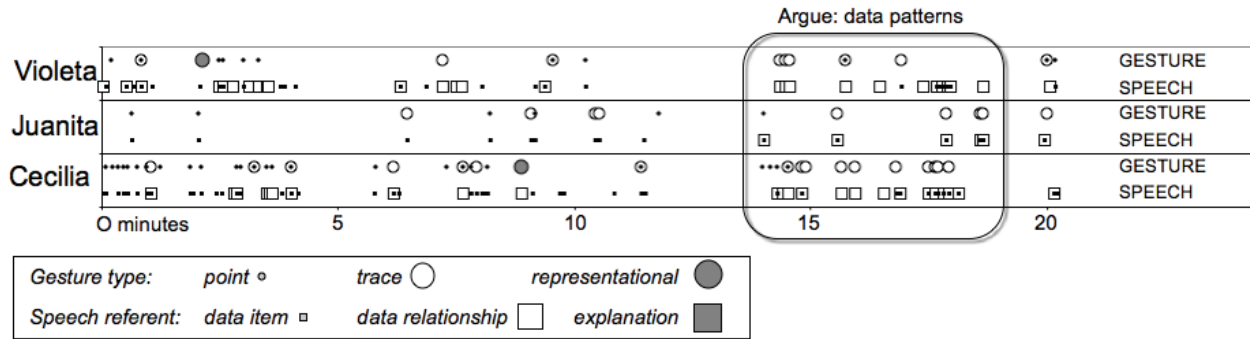 Argue: data patterns
Violeta GESTURE
SPEECH
Juanita GESTURE
SPEECH
Cecilia GESTURE
SPEECH
O minutes 5 10 15 20
Gesture type: point trace representational
Speech referent: data item data relationship explanation